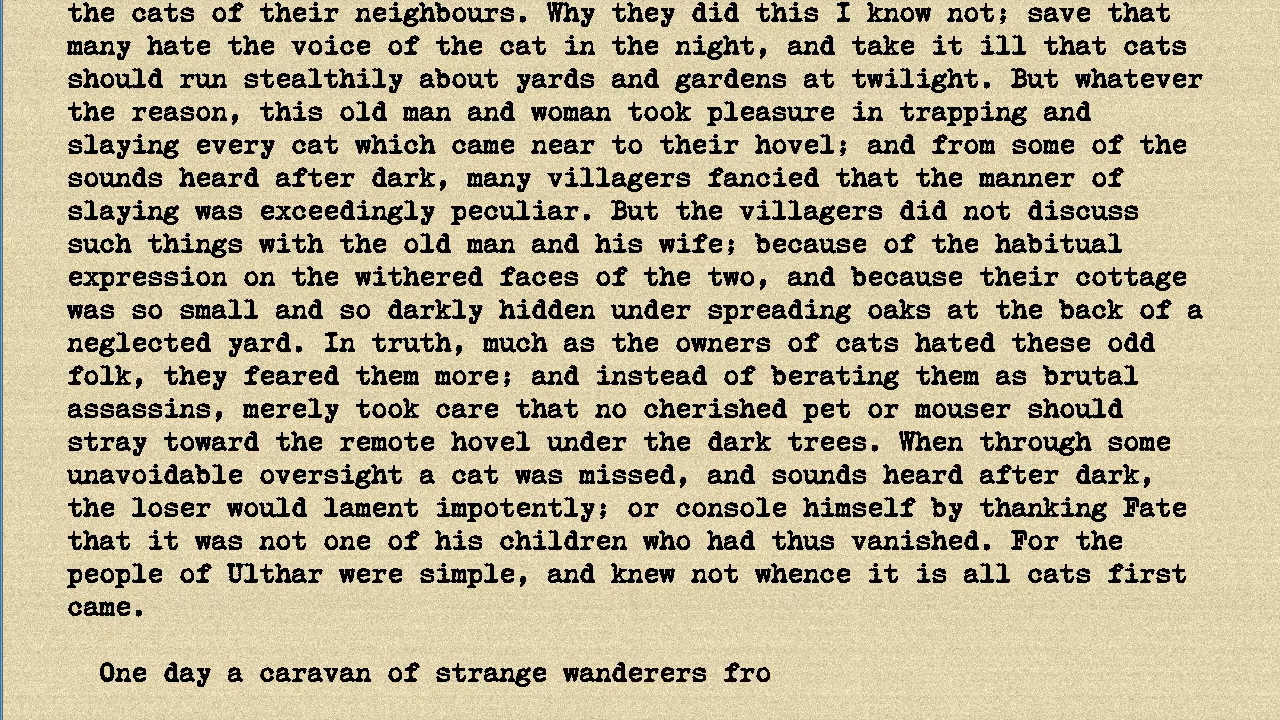 the cats of their neighbours. Why they did this I know not; save that
many hate the voice of the cat in the night, and take it ill that cats
should run stealthily about yards and gardens at twilight. But whatever
the reason, this old man and woman took pleasure in trapping and
slaying every cat which came near to their hovel; and from some of the
sounds heard after dark, many villagers fancied that the manner of
slaying was exceedingly peculiar. But the villagers did not discuss
such things with the old man and his wife; because of the habitual
expression on the withered faces of the two, and because their cottage
was so small and so darkly hidden under spreading oaks at the back of a
neglected yard. In truth, much as the owners of cats hated these odd
folk, they feared them more; and instead of berating them as brutal
assassins, merely took care that no cherished pet or mouser should
stray toward the remote hovel under the dark trees. When through some
unavoidable oversight a cat was missed, and sounds heard after dark,
the loser would lament impotently; or console himself by thanking Fate
that it was not one of his children who had thus vanished. For the
people of Ulthar were simple, and knew not whence it is all cats first
came.
One day a caravan of strange wanderers fro